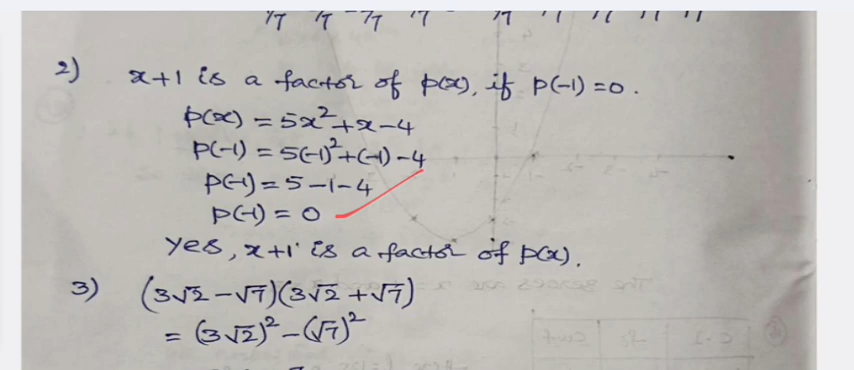 2) x+1 is a factor of p(x), if p(-1)=0.
p(x) = 5x²+x-4
p(-1) = 5(-1)²+(-1)-4
p(-1) = 5-1-4
p(-1) = 0
Yes, x+1 is a factor of p(x).
3) (3√2-√7)(3√2+√7)
= (3√2)²-(√7)²